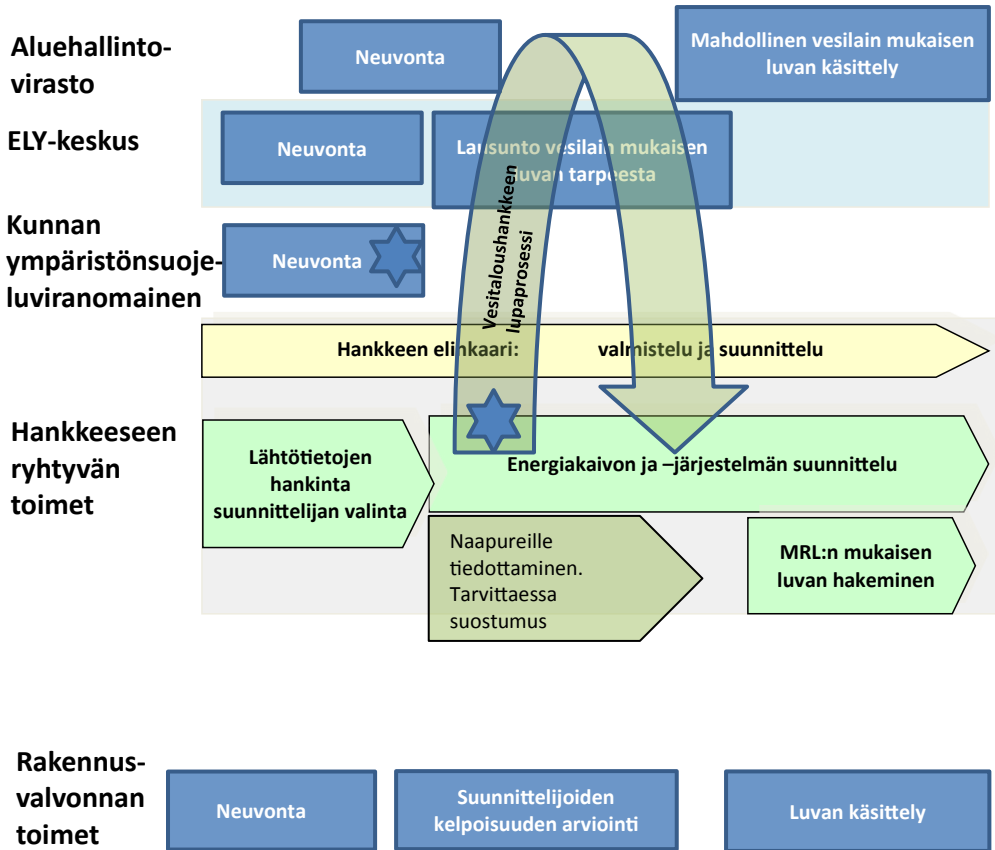 Aluehallinto-
virasto
Neuvonta
Mahdollinen vesilain mukaisen
luvan käsittely
ELY-keskus
Neuvonta
Lausunto vesilain mukaisen
luvan tarpeesta
Kunnan
ympäristönsuoje-
luviranomainen
Neuvonta
Vesitaloushankkeen
lupaprosessi
Hankkeen elinkaari: valmistelu ja suunnittelu
Hankkeeseen
ryhtyvän
toimet
Lähtötietojen
hankinta
suunnittelijan valinta
Energiakaivon ja –järjestelmän suunnittelu
Naapureille
tiedottaminen.
Tarvittaessa
suostumus
MRL:n mukaisen
luvan hakeminen
Rakennus-
valvonnan
toimet
Neuvonta
Suunnittelijoiden
kelpoisuuden arviointi
Luvan käsittely